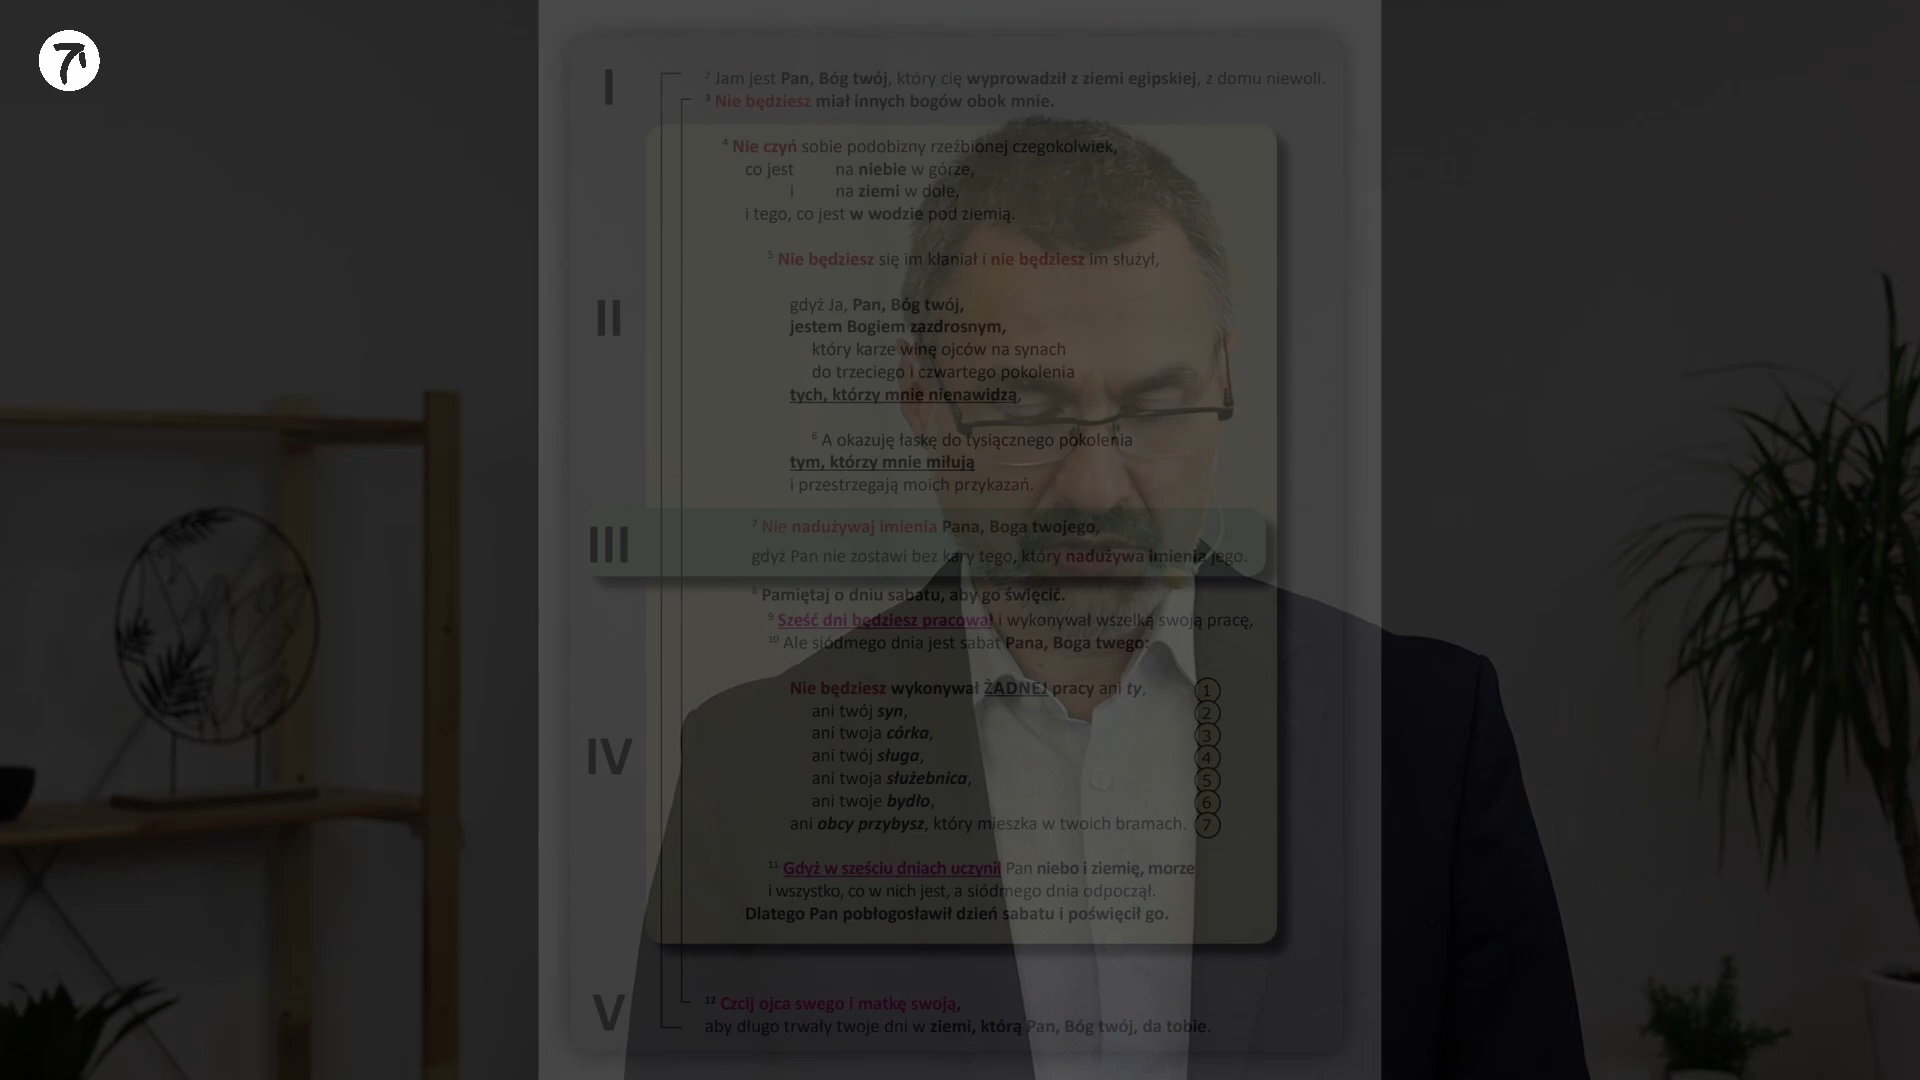 7
I
² Jam jest Pan, Bóg twój, który cię wyprowadził z ziemi egipskiej, z domu niewoli.
³ Nie będziesz miał innych bogów obok mnie.
⁴ Nie czyń sobie podobizny rzeźbionej czegokolwiek,
co jest na niebie w górze,
i na ziemi w dole,
i tego, co jest w wodzie pod ziemią.
⁵ Nie będziesz się im kłaniał i nie będziesz im służył,
II
gdyż Ja, Pan, Bóg twój,
jestem Bogiem zazdrosnym,
który karze winę ojców na synach
do trzeciego i czwartego pokolenia
tych, którzy mnie nienawidzą,
⁶ A okazuję łaskę do tysiącznego pokolenia
tym, którzy mnie miłują
i przestrzegają moich przykazań.
III
⁷ Nie nadużywaj imienia Pana, Boga twojego,
gdyż Pan nie zostawi bez kary tego, który nadużywa imienia jego.
⁸ Pamiętaj o dniu sabatu, aby go święcić.
⁹ Sześć dni będziesz pracował i wykonywał wszelką swoją pracę,
¹⁰ Ale siódmego dnia jest sabat Pana, Boga twego:
Nie będziesz wykonywał ŻADNEJ pracy ani ty, 1
ani twój syn, 2
ani twoja córka, 3
IV
ani twój sługa, 4
ani twoja służebnica, 5
ani twoje bydło, 6
ani obcy przybysz, który mieszka w twoich bramach. 7
¹¹ Gdyż w sześciu dniach uczynił Pan niebo i ziemię, morze
i wszystko, co w nich jest, a siódmego dnia odpoczął.
Dlatego Pan pobłogosławił dzień sabatu i poświęcił go.
V
¹² Czcij ojca swego i matkę swoją,
aby długo trwały twoje dni w ziemi, którą Pan, Bóg twój, da tobie.